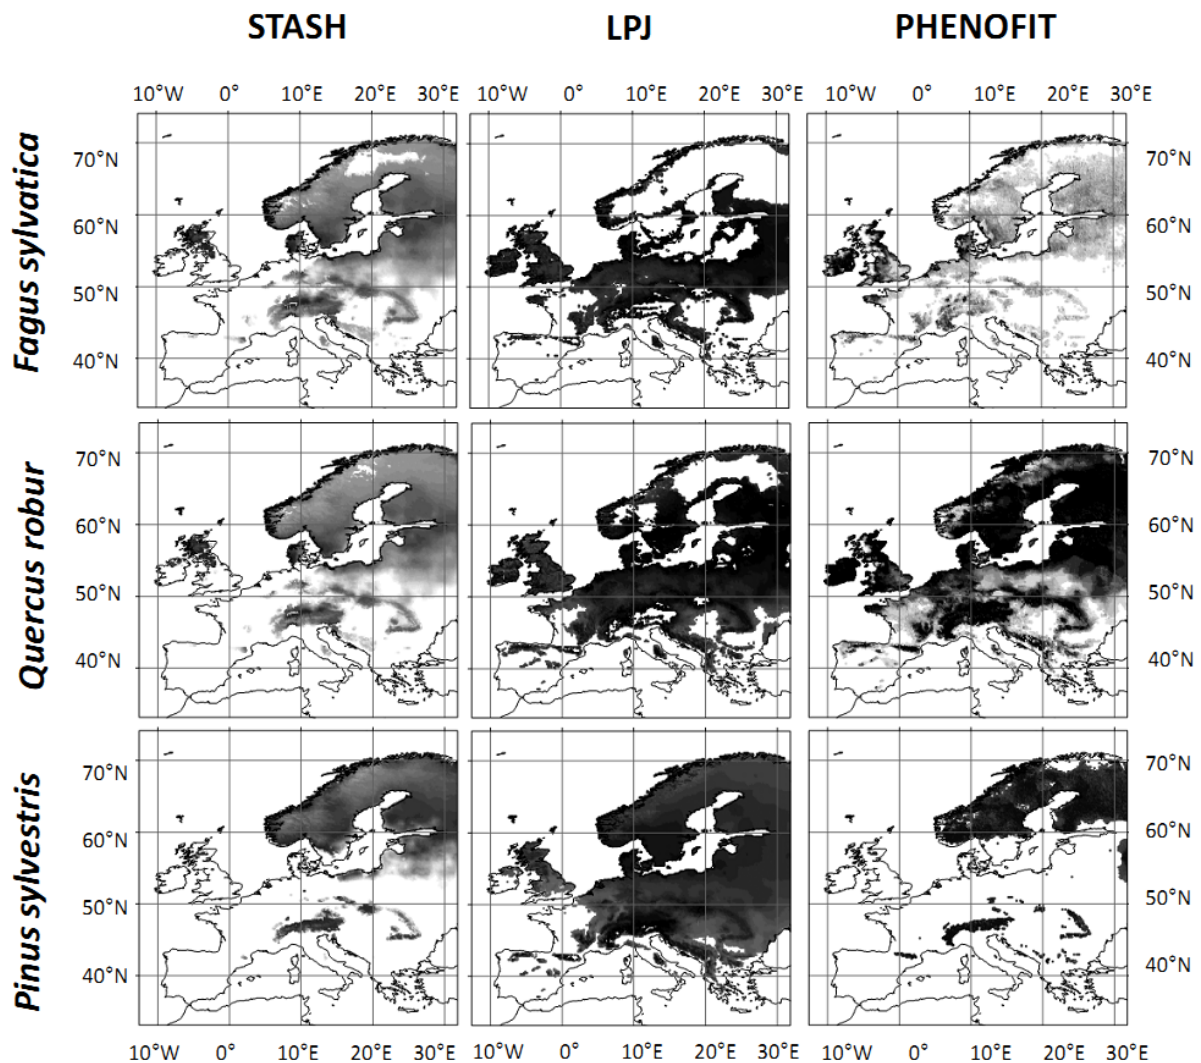 STASH LPJ PHENOFIT
10°W 0° 10°E 20°E 30°E 10°W 0° 10°E 20°E 30°E 10°W 0° 10°E 20°E 30°E
Fagus sylvatica
70°N 70°N
60°N 60°N
50°N 50°N
40°N 40°N
Quercus robur
70°N 70°N
60°N 60°N
50°N 50°N
40°N 40°N
Pinus sylvestris
70°N 70°N
60°N 60°N
50°N 50°N
40°N 40°N
10°W 0° 10°E 20°E 30°E 10°W 0° 10°E 20°E 30°E 10°W 0° 10°E 20°E 30°E